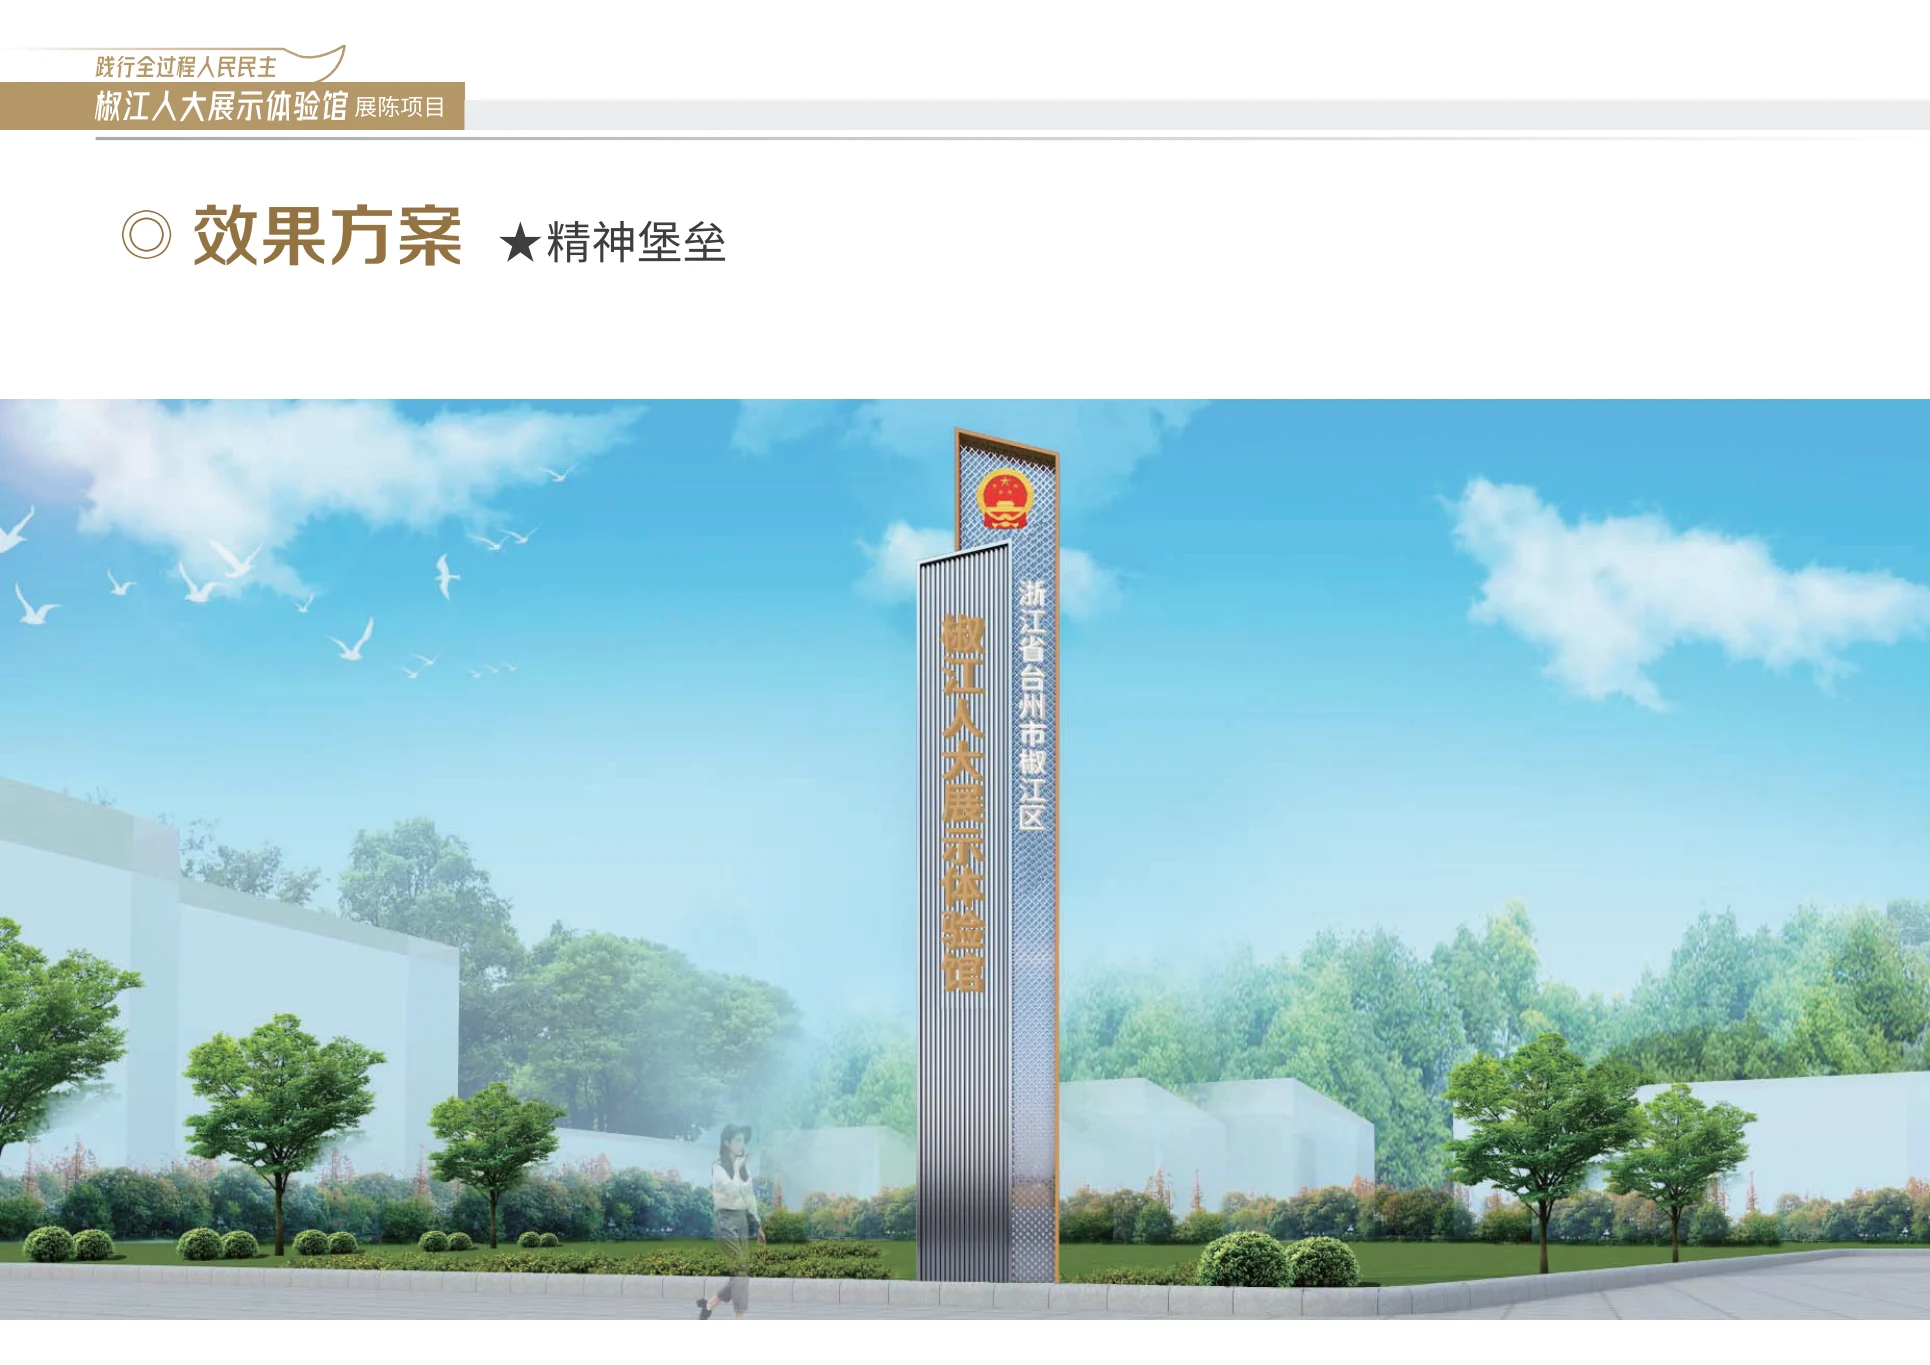 践行全过程人民民主
椒江人大展示体验馆 展陈项目
◎ 效果方案 ★精神堡垒
浙江省台州市椒江区
椒江人大展示体验馆